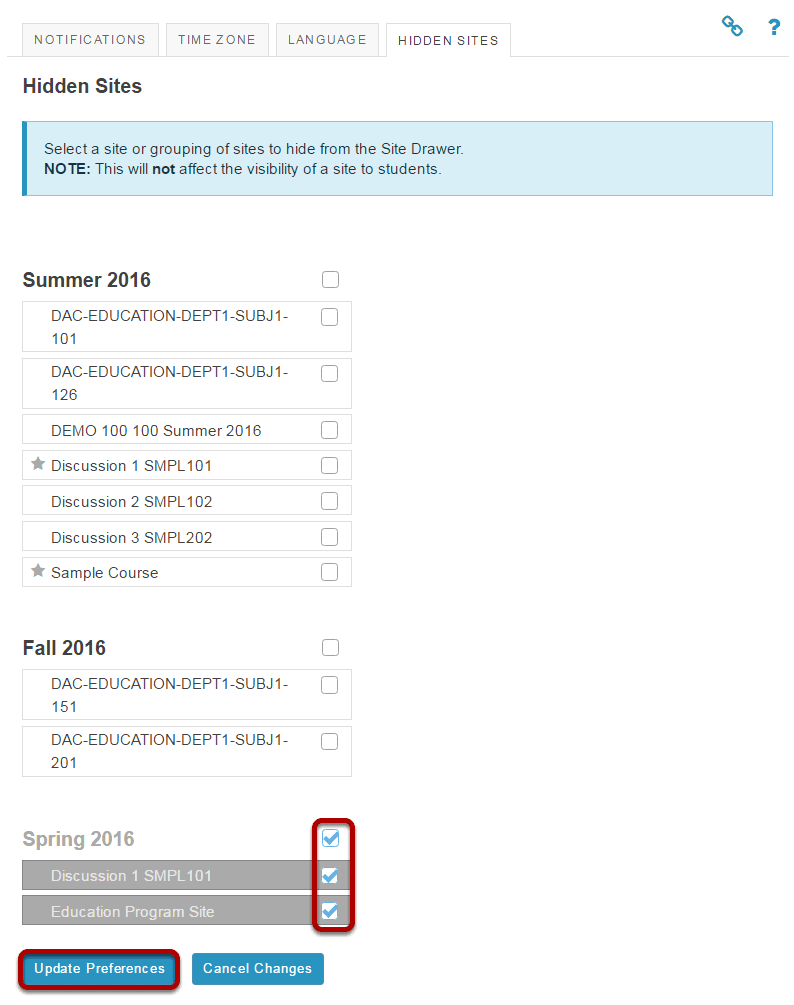 NOTIFICATIONS
TIME ZONE
LANGUAGE
HIDDEN SITES
?
Hidden Sites
Select a site or grouping of sites to hide from the Site Drawer.
NOTE: This will not affect the visibility of a site to students.
Summer 2016
DAC-EDUCATION-DEPT1-SUBJ1-
101
DAC-EDUCATION-DEPT1-SUBJ1-
126
DEMO 100 100 Summer 2016
Discussion 1 SMPL101
Discussion 2 SMPL102
Discussion 3 SMPL202
Sample Course
Fall 2016
DAC-EDUCATION-DEPT1-SUBJ1-
151
DAC-EDUCATION-DEPT1-SUBJ1-
201
Spring 2016
Discussion 1 SMPL101
Education Program Site
Update Preferences
Cancel Changes